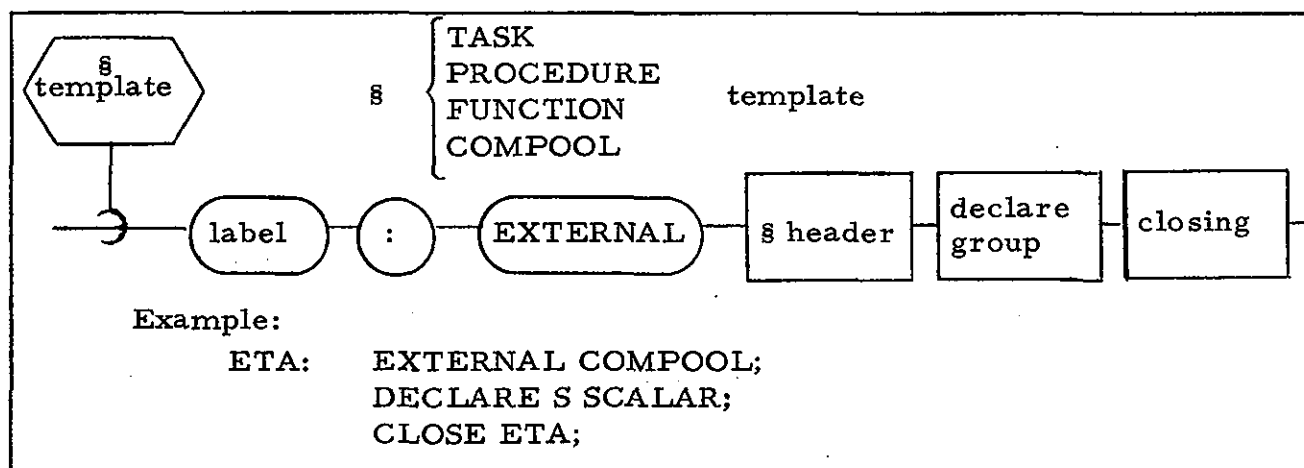 §
template
§ TASK
PROCEDURE
FUNCTION
COMPOOL
template
label : EXTERNAL § header declare group closing
Example:
ETA: EXTERNAL COMPOOL;
DECLARE S SCALAR;
CLOSE ETA;